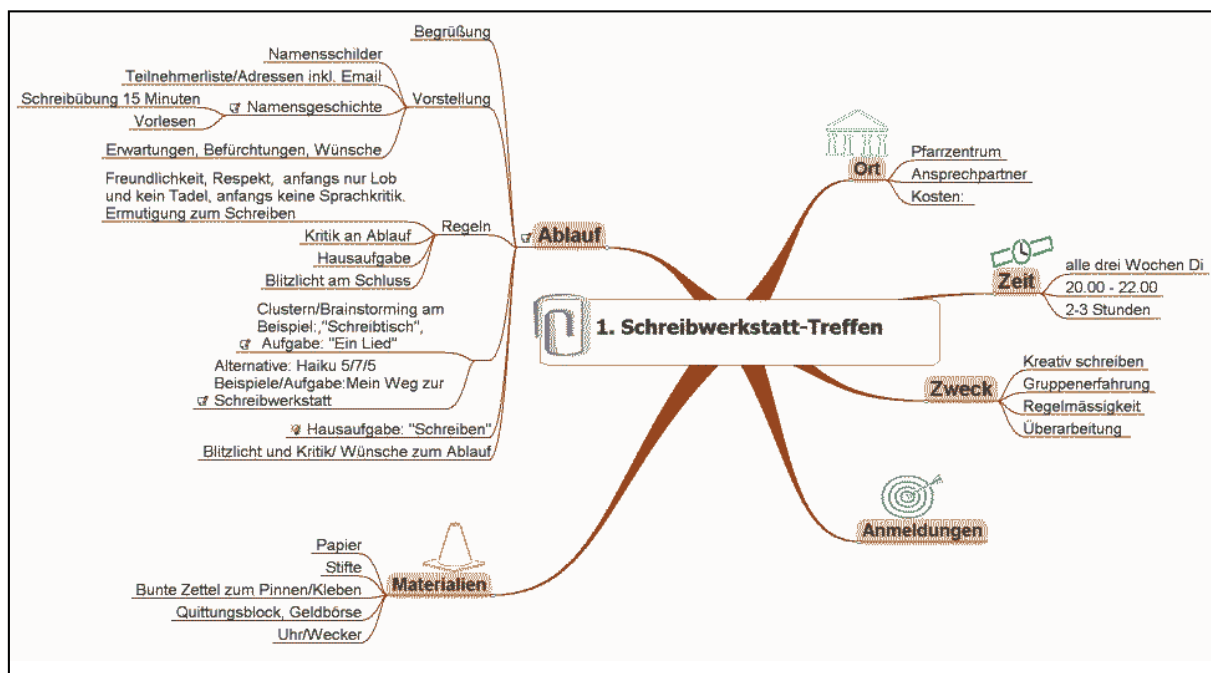 1. Schreibwerkstatt-Treffen
Ort
Pfarrzentrum
Ansprechpartner
Kosten:
Zeit
alle drei Wochen Di
20.00 - 22.00
2-3 Stunden
Zweck
Kreativ schreiben
Gruppenerfahrung
Regelmässigkeit
Überarbeitung
Anmeldungen
Materialien
Papier
Stifte
Bunte Zettel zum Pinnen/Kleben
Quittungsblock, Geldbörse
Uhr/Wecker
Ablauf
Begrüßung
Vorstellung
Namensschilder
Teilnehmerliste/Adressen inkl. Email
Namensgeschichte
Schreibübung 15 Minuten
Vorlesen
Erwartungen, Befürchtungen, Wünsche
Regeln
Freundlichkeit, Respekt, anfangs nur Lob
und kein Tadel, anfangs keine Sprachkritik.
Ermutigung zum Schreiben
Kritik an Ablauf
Hausaufgabe
Blitzlicht am Schluss
Clustern/Brainstorming am
Beispiel:,"Schreibtisch",
Aufgabe: "Ein Lied"
Alternative: Haiku 5/7/5
Beispiele/Aufgabe:Mein Weg zur
Schreibwerkstatt
Hausaufgabe: "Schreiben"
Blitzlicht und Kritik/ Wünsche zum Ablauf